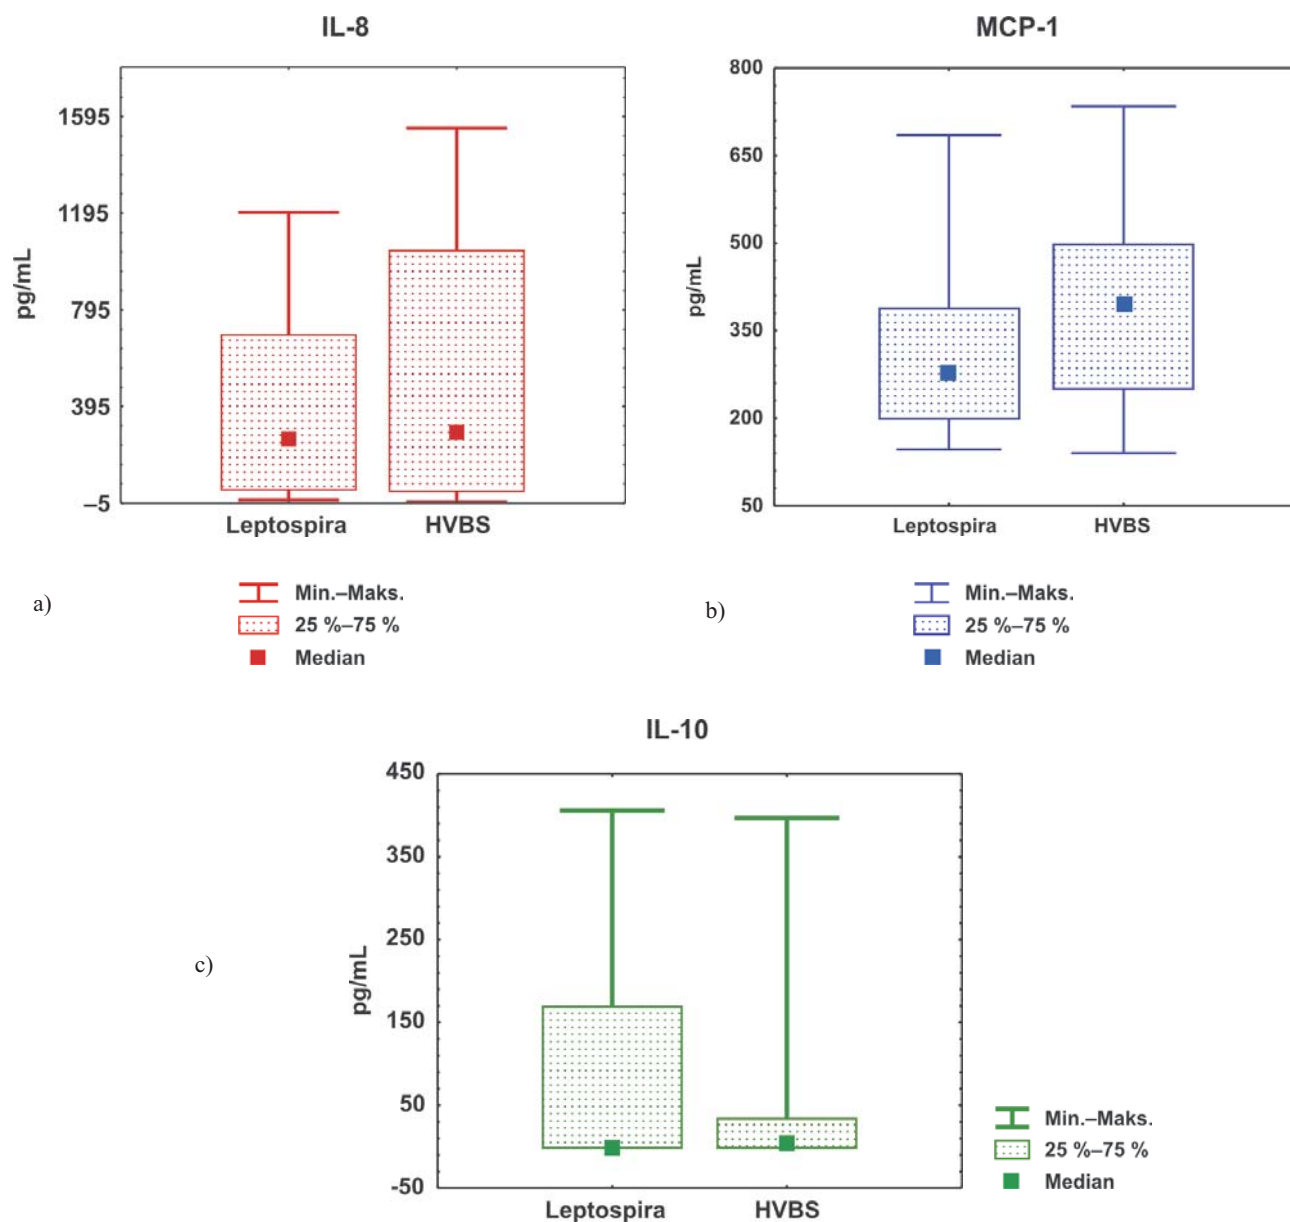 IL-8
1595
1195
795
395
–5
pg/mL
Leptospira HVBS
Min.–Maks.
25 %–75 %
Median
a)
MCP-1
800
650
500
350
200
50
pg/mL
Leptospira HVBS
Min.–Maks.
25 %–75 %
Median
b)
IL-10
450
350
250
150
50
-50
pg/mL
Leptospira HVBS
c)
Min.–Maks.
25 %–75 %
Median